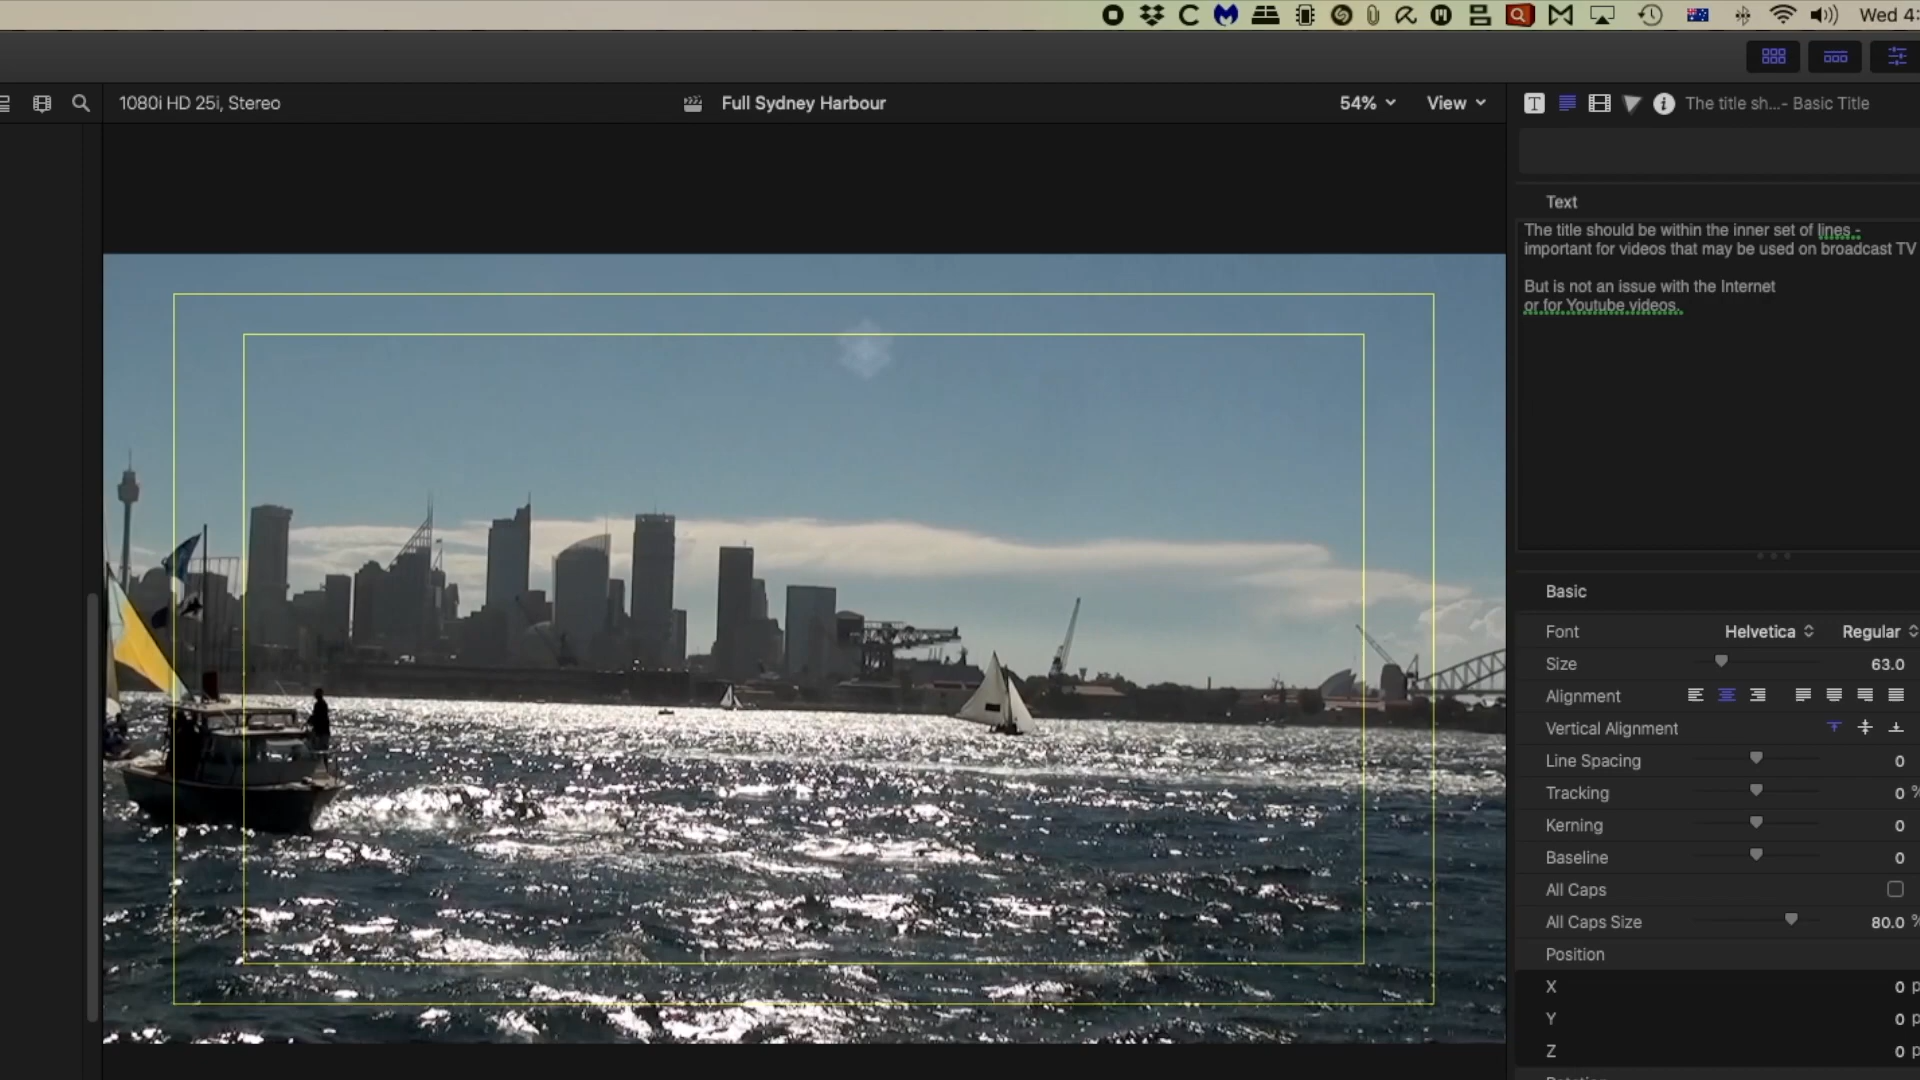 Wed 4:
1080i HD 25i, Stereo
Full Sydney Harbour
54%
View
The title sh...- Basic Title
Text
The title should be within the inner set of lines -
important for videos that may be used on broadcast TV
But is not an issue with the Internet
or for Youtube videos.
Basic
Font Helvetica Regular
Size 63.0
Alignment
Vertical Alignment
Line Spacing 0
Tracking 0 %
Kerning 0
Baseline 0
All Caps
All Caps Size 80.0 %
Position
X 0 p
Y 0 p
Z 0 p